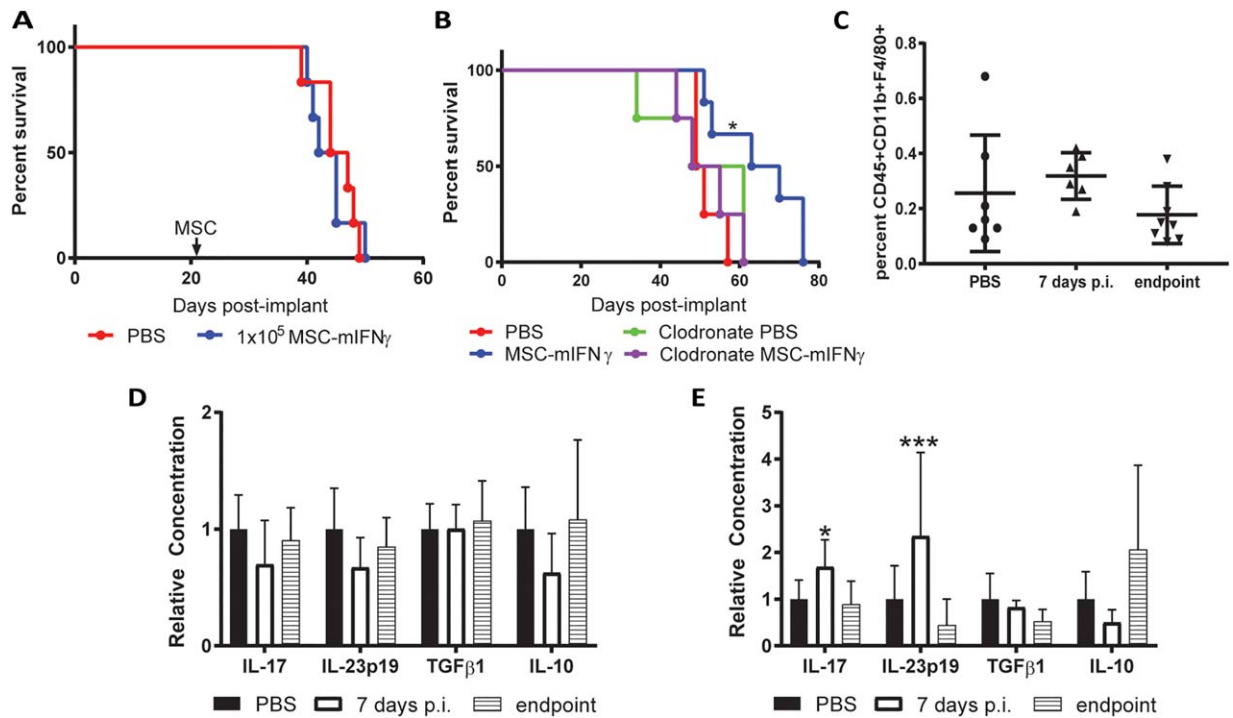 A
Percent survival
100
50
0
MSC
0 20 40 60
Days post-implant
PBS 1x10⁵ MSC-mIFNγ
B
Percent survival
100
50
0
*
0 20 40 60 80
Days post-implant
PBS Clodronate PBS
MSC-mIFNγ Clodronate MSC-mIFNγ
C
percent CD45+CD11b+F4/80+
0.8
0.6
0.4
0.2
0.0
PBS 7 days p.i. endpoint
D
Relative Concentration
2
1
0
IL-17 IL-23p19 TGFβ1 IL-10
PBS 7 days p.i. endpoint
E
Relative Concentration
5
4
3
2
1
0
* ***
IL-17 IL-23p19 TGFβ1 IL-10
PBS 7 days p.i. endpoint